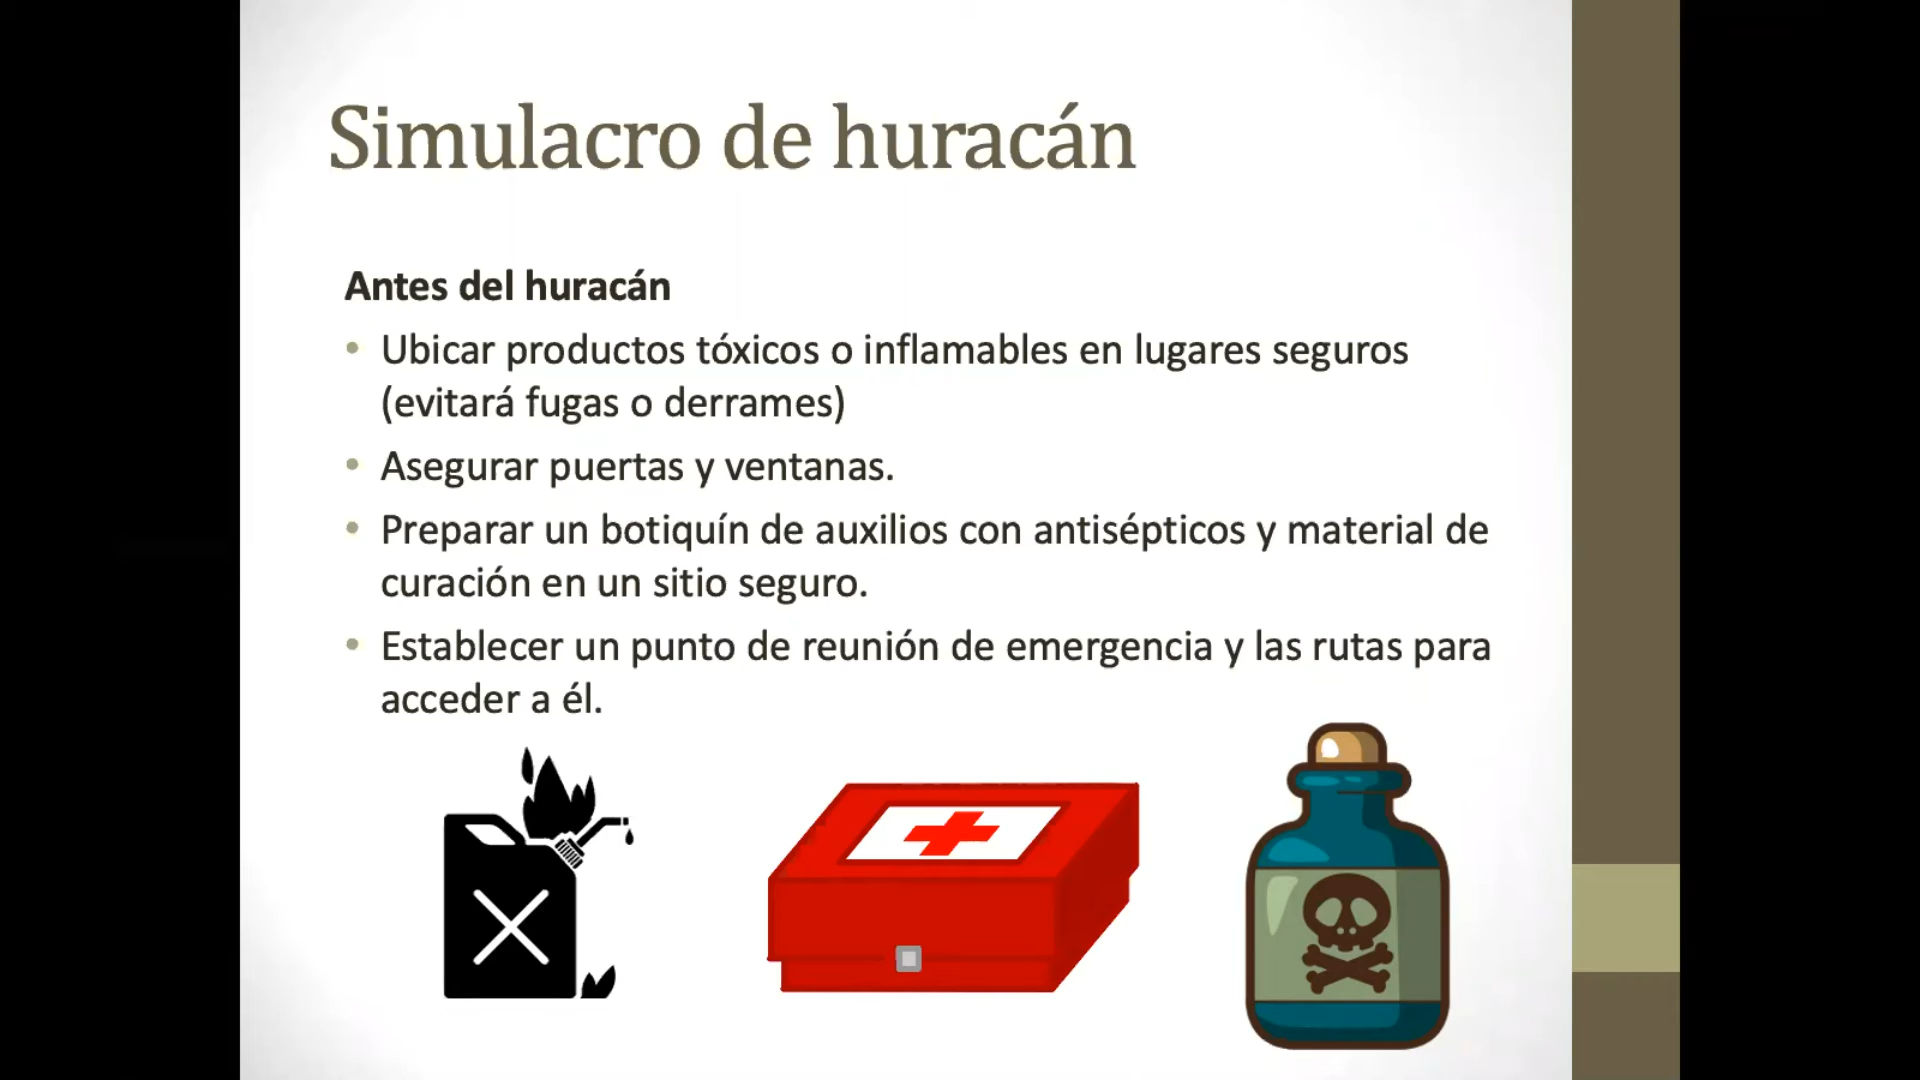 Simulacro de huracán
Antes del huracán
• Ubicar productos tóxicos o inflamables en lugares seguros
(evitará fugas o derrames)
• Asegurar puertas y ventanas.
• Preparar un botiquín de auxilios con antisépticos y material de
curación en un sitio seguro.
• Establecer un punto de reunión de emergencia y las rutas para
acceder a él.